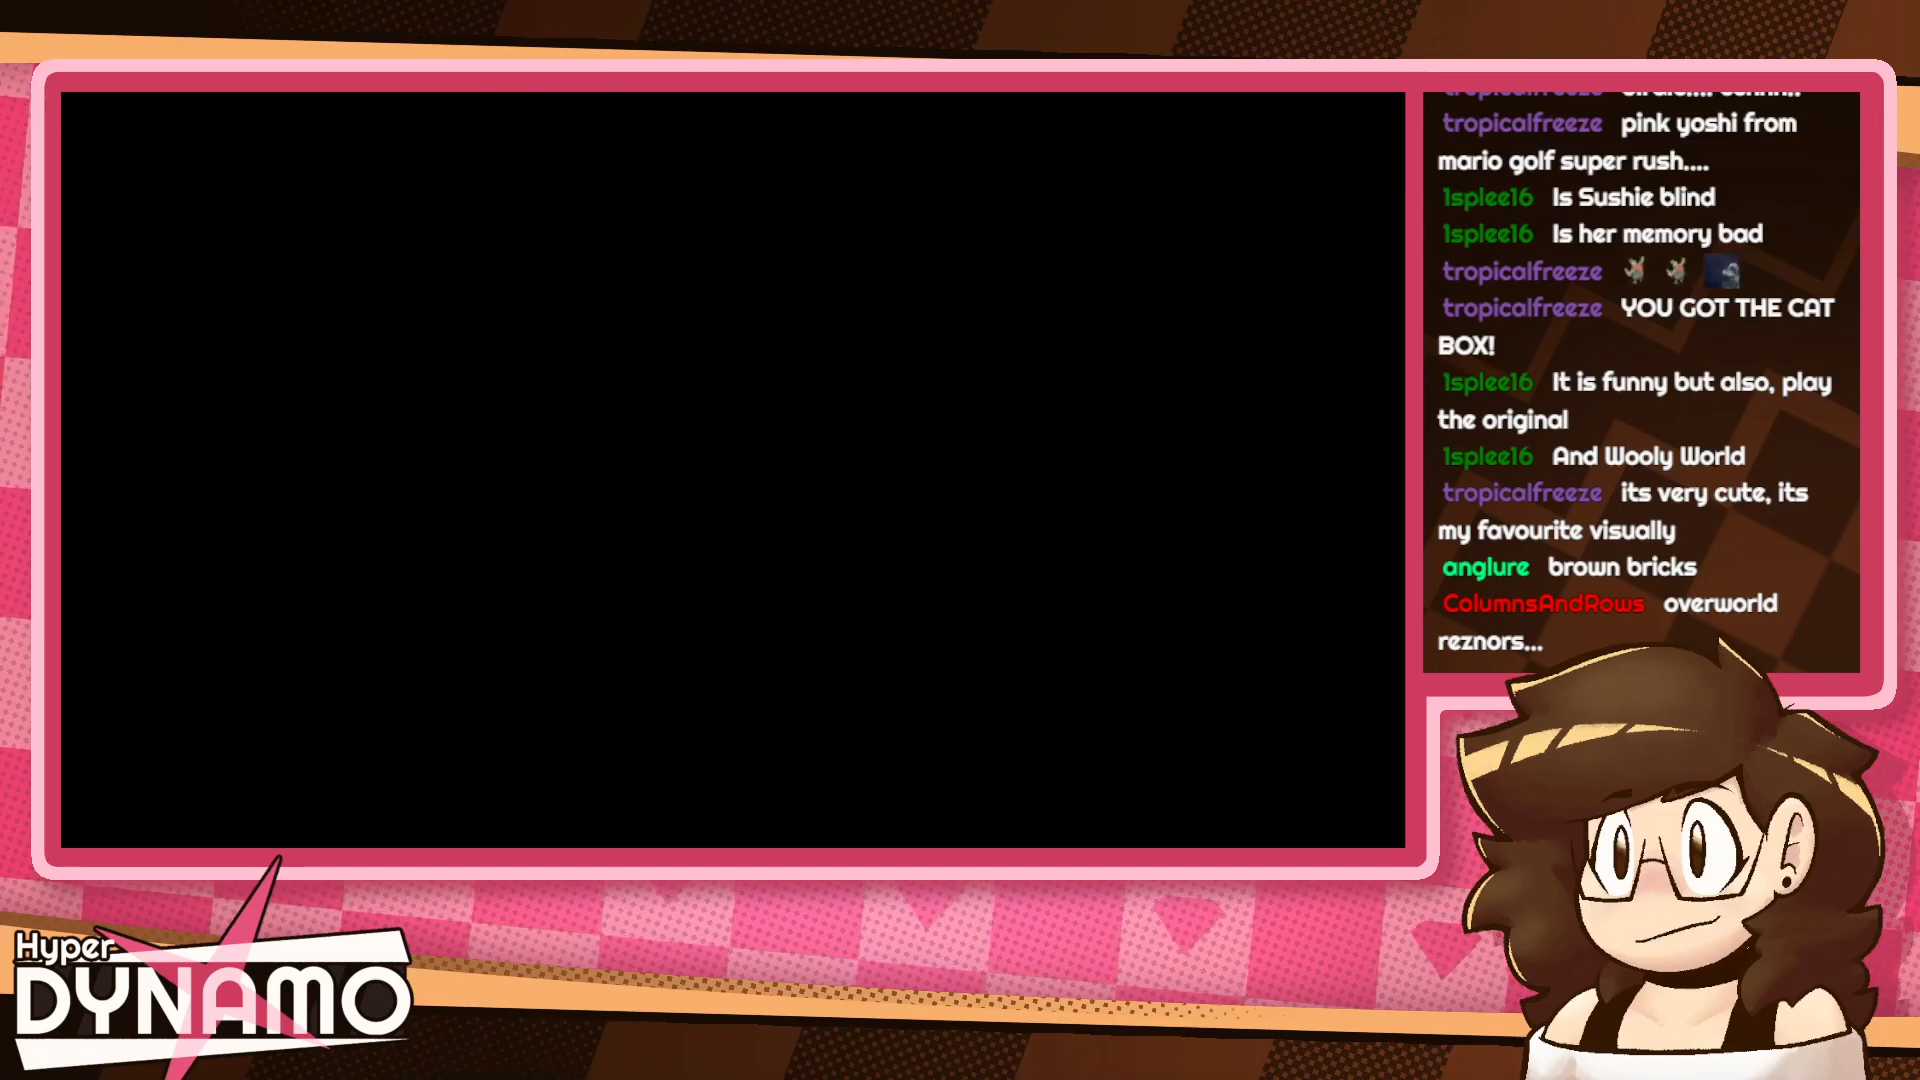 tropicalfreeze pink yoshi from
mario golf super rush....
1splee16 Is Sushie blind
1splee16 Is her memory bad
tropicalfreeze
tropicalfreeze YOU GOT THE CAT
BOX!
1splee16 It is funny but also, play
the original
1splee16 And Wooly World
tropicalfreeze its very cute, its
my favourite visually
anglure brown bricks
ColumnsAndRows overworld
reznors...
Hyper
DYNAMO